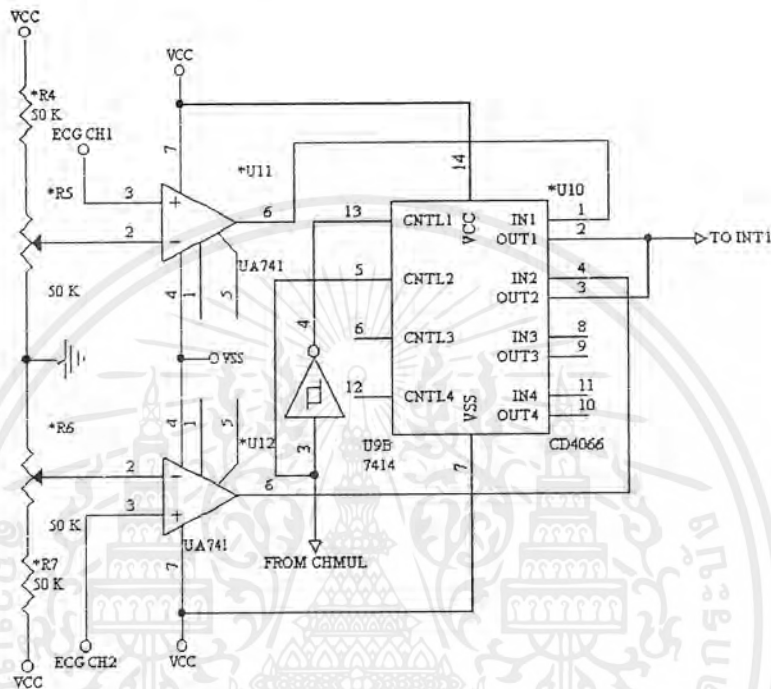 VCC
VCC
*R4
50 K
ECG CH1
7
*U11
14
*U10
*R5
3
+
6
13
CNTL1
VCC
IN1
1
2
-
OUT1
2
TO INT1
UA741
5
CNTL2
IN2
4
50 K
4
1
5
OUT2
3
4
6
CNTL3
IN3
8
VSS
OUT3
9
12
CNTL4
IN4
11
*R6
4
1
5
VSS
OUT4
10
*U12
3
U9B
7
CD4066
2
-
7414
3
+
6
50 K
UA741
FROM CHMUL
*R7
50 K
7
ECG CH2
VCC
VCC